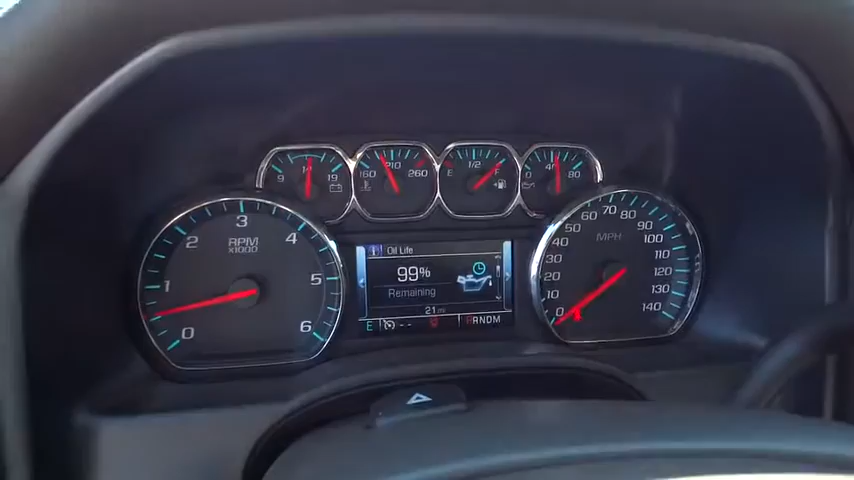 9 14 19
160 210 260
E 1/2 F
0 40 80
0 1 2 3 4 5 6
RPM
X1000
0 10 20 30 40 50 60 70 80 90 100 110 120 130 140
MPH
i Oil Life
99%
Remaining
21 mi
E -- PRNDM